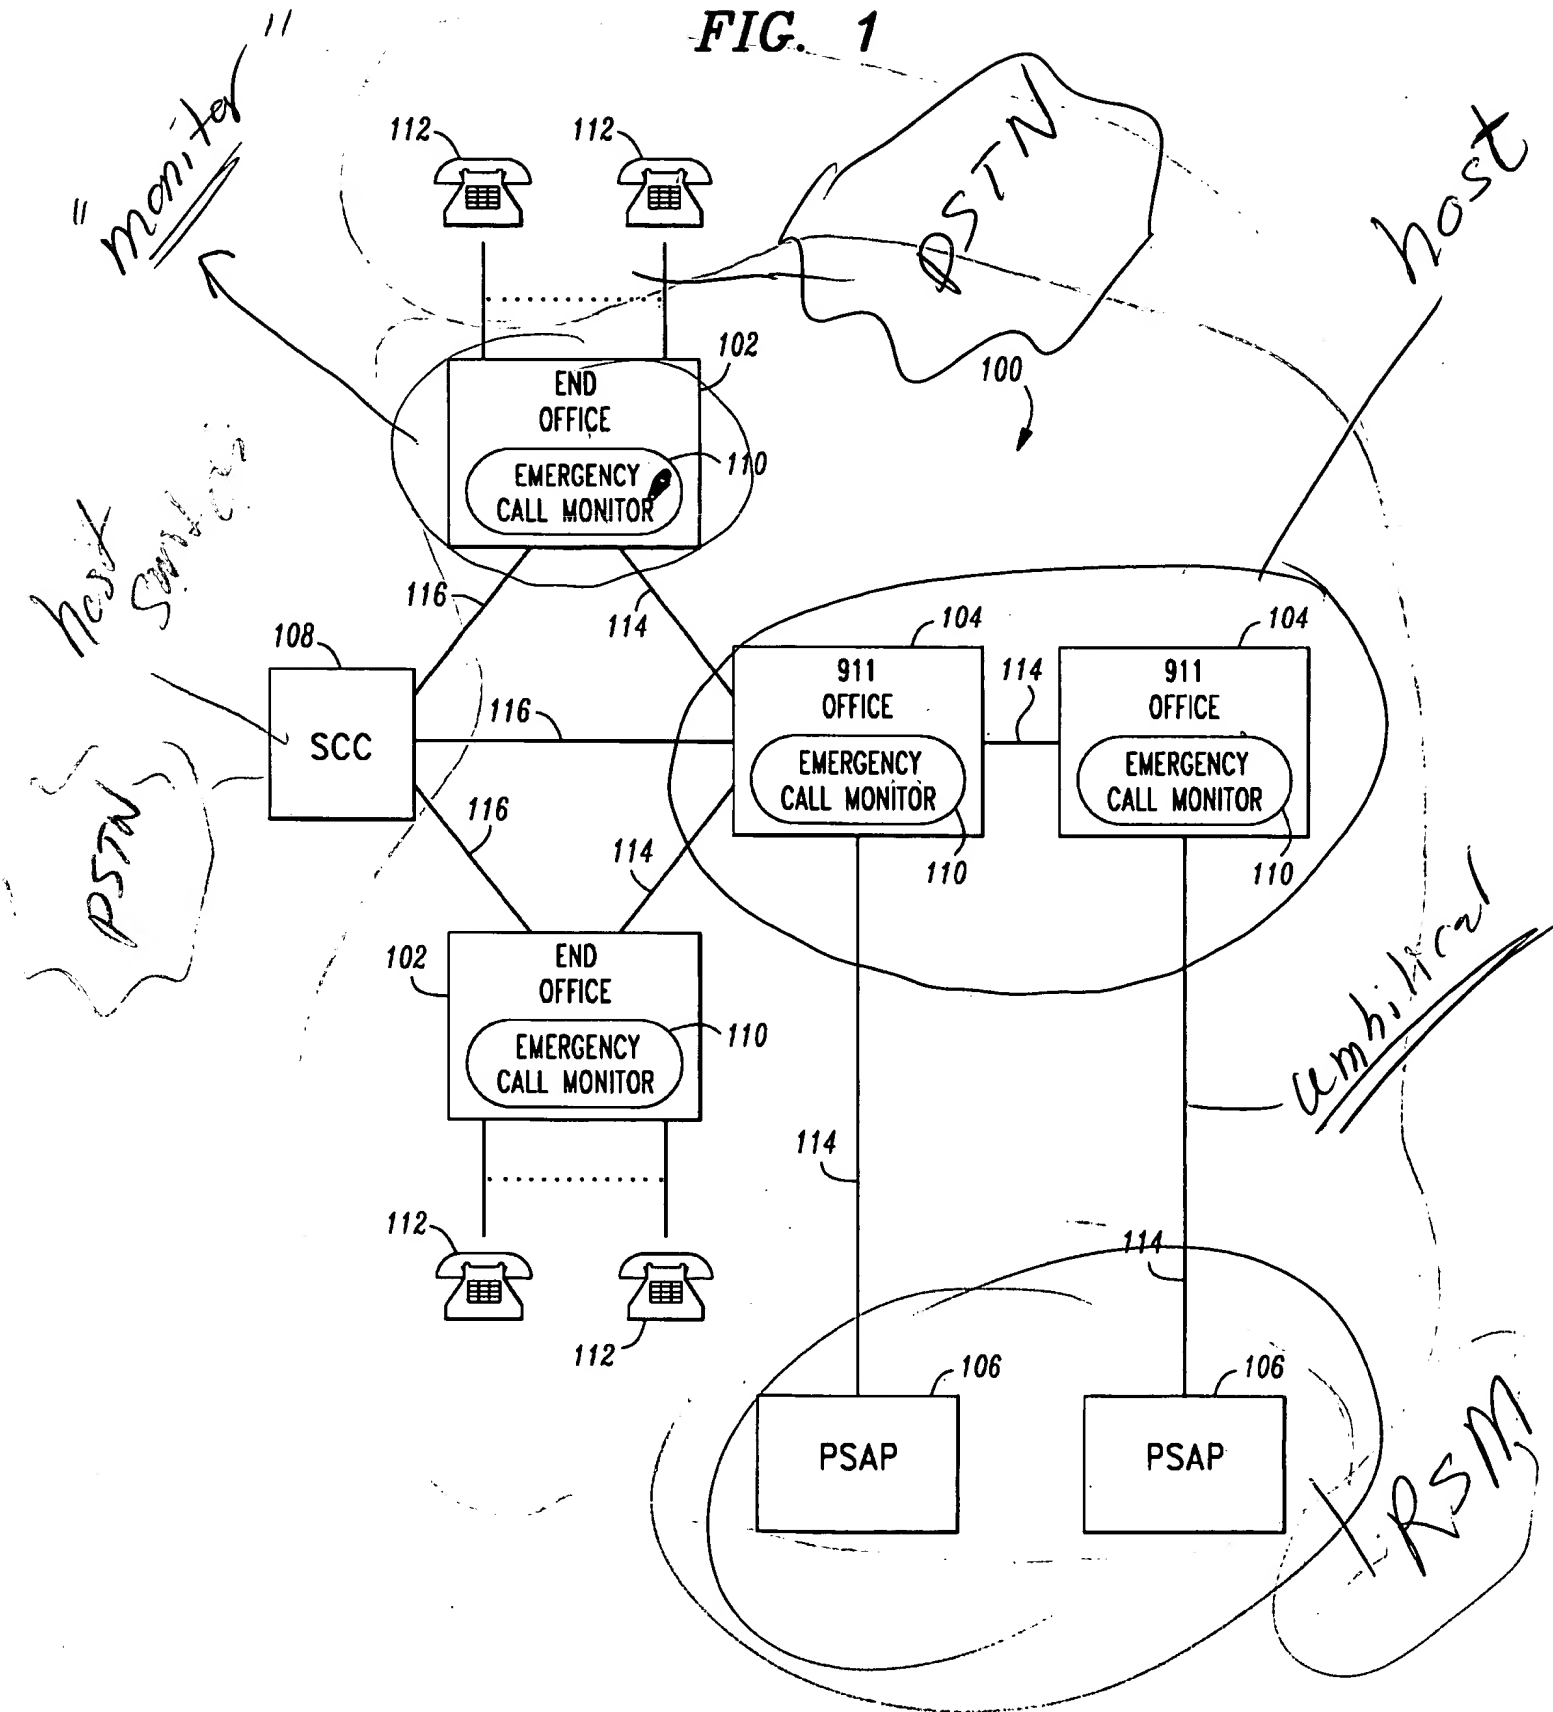 FIG. 1
"monitor"
PSTN
host
112
112
102
END
OFFICE
110
EMERGENCY
CALL MONITOR
100
host
116
114
108
SCC
116
104
911
OFFICE
EMERGENCY
CALL MONITOR
110
114
104
911
OFFICE
EMERGENCY
CALL MONITOR
110
PSTN
116
114
102
END
OFFICE
EMERGENCY
CALL MONITOR
110
umbilical
114
114
112
112
106
PSAP
106
PSAP
RSM